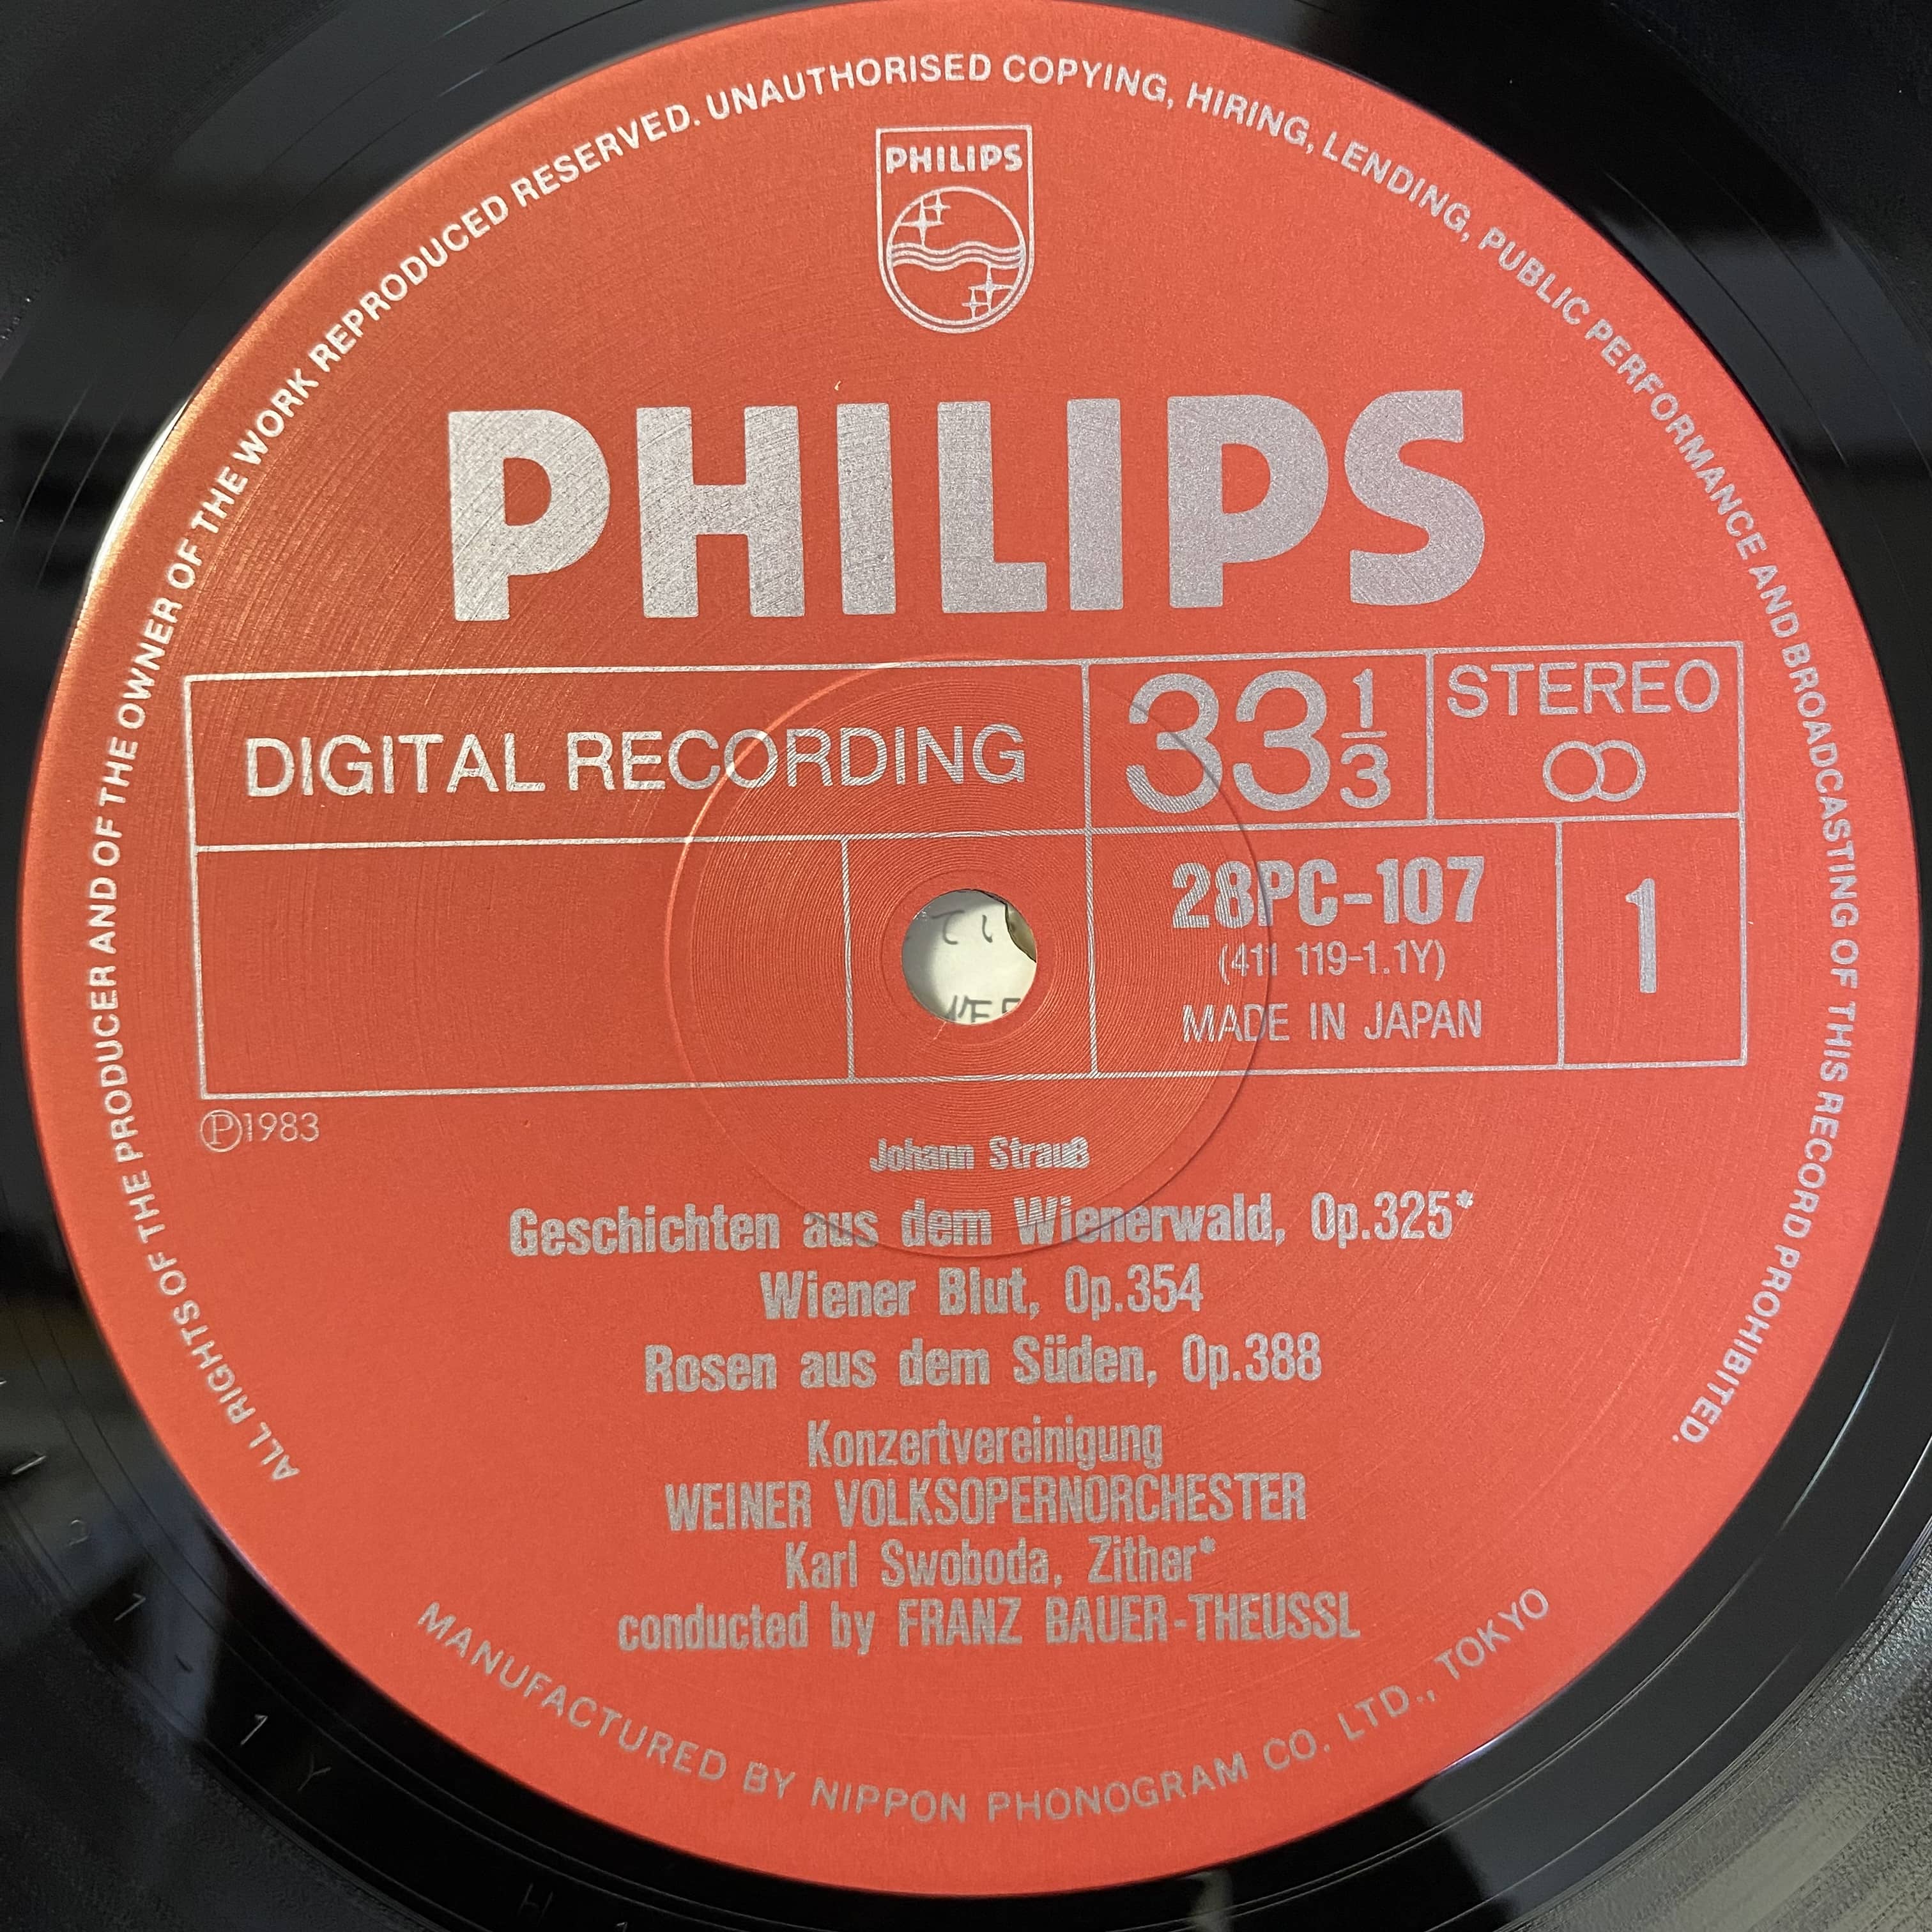 ALL RIGHTS OF THE PRODUCER AND OF THE OWNER OF THE WORK REPRODUCED RESERVED. UNAUTHORISED COPYING, HIRING, LENDING, PUBLIC PERFORMANCE AND BROADCASTING OF THIS RECORD PROHIBITED.
PHILIPS
PHILIPS
DIGITAL RECORDING
33 1/3
STEREO
28PC-107
(411 119-1.1Y)
MADE IN JAPAN
1
Ⓟ1983
Johann Strauß
Geschichten aus dem Wienerwald, Op.325*
Wiener Blut, Op.354
Rosen aus dem Süden, Op.388
Konzertvereinigung
WEINER VOLKSOPERNORCHESTER
Karl Swoboda, Zither*
conducted by FRANZ BAUER-THEUSSL
MANUFACTURED BY NIPPON PHONOGRAM CO. LTD., TOKYO